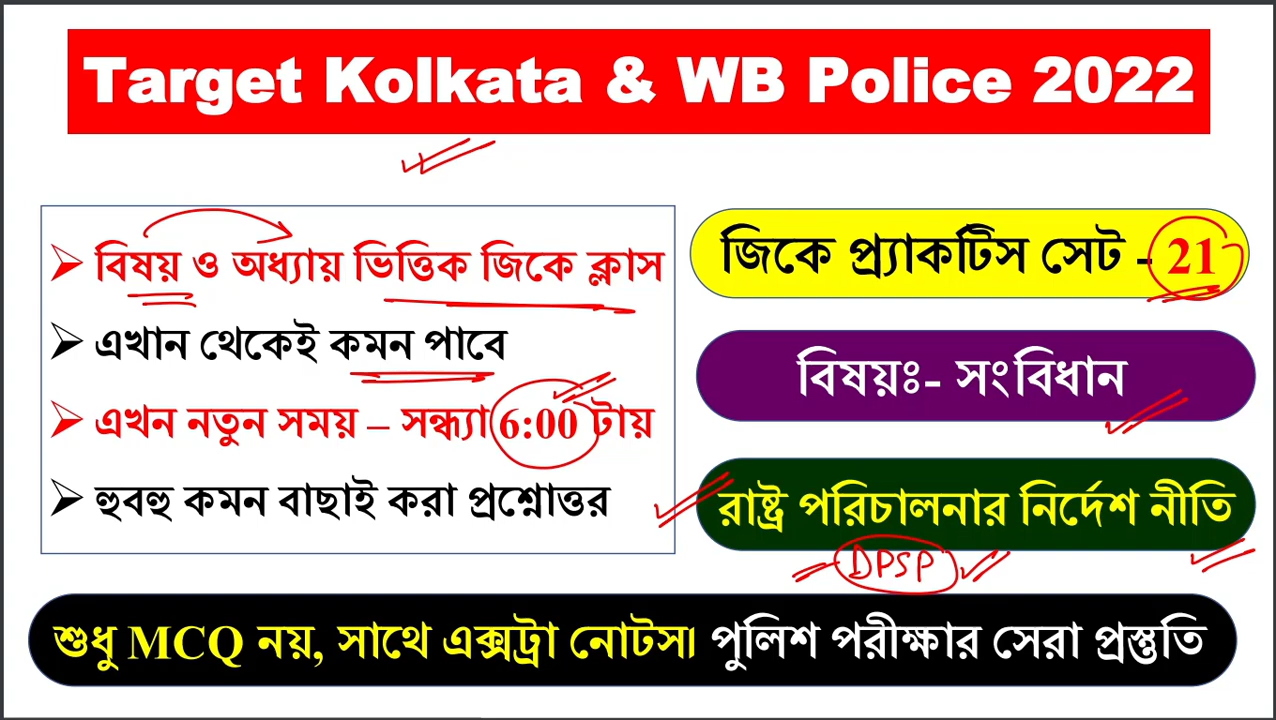 Target Kolkata & WB Police 2022
বিষয় ও অধ্যায় ভিত্তিক জিকে ক্লাস
এখান থেকেই কমন পাবে
এখন নতুন সময় – সন্ধ্যা 6:00 টায়
হুবহু কমন বাছাই করা প্রশ্নোত্তর
জিকে প্র্যাকটিস সেট - 21
বিষয়ঃ- সংবিধান
রাষ্ট্র পরিচালনার নির্দেশ নীতি
DPSP
শুধু MCQ নয়, সাথে এক্সট্রা নোটস। পুলিশ পরীক্ষার সেরা প্রস্তুতি